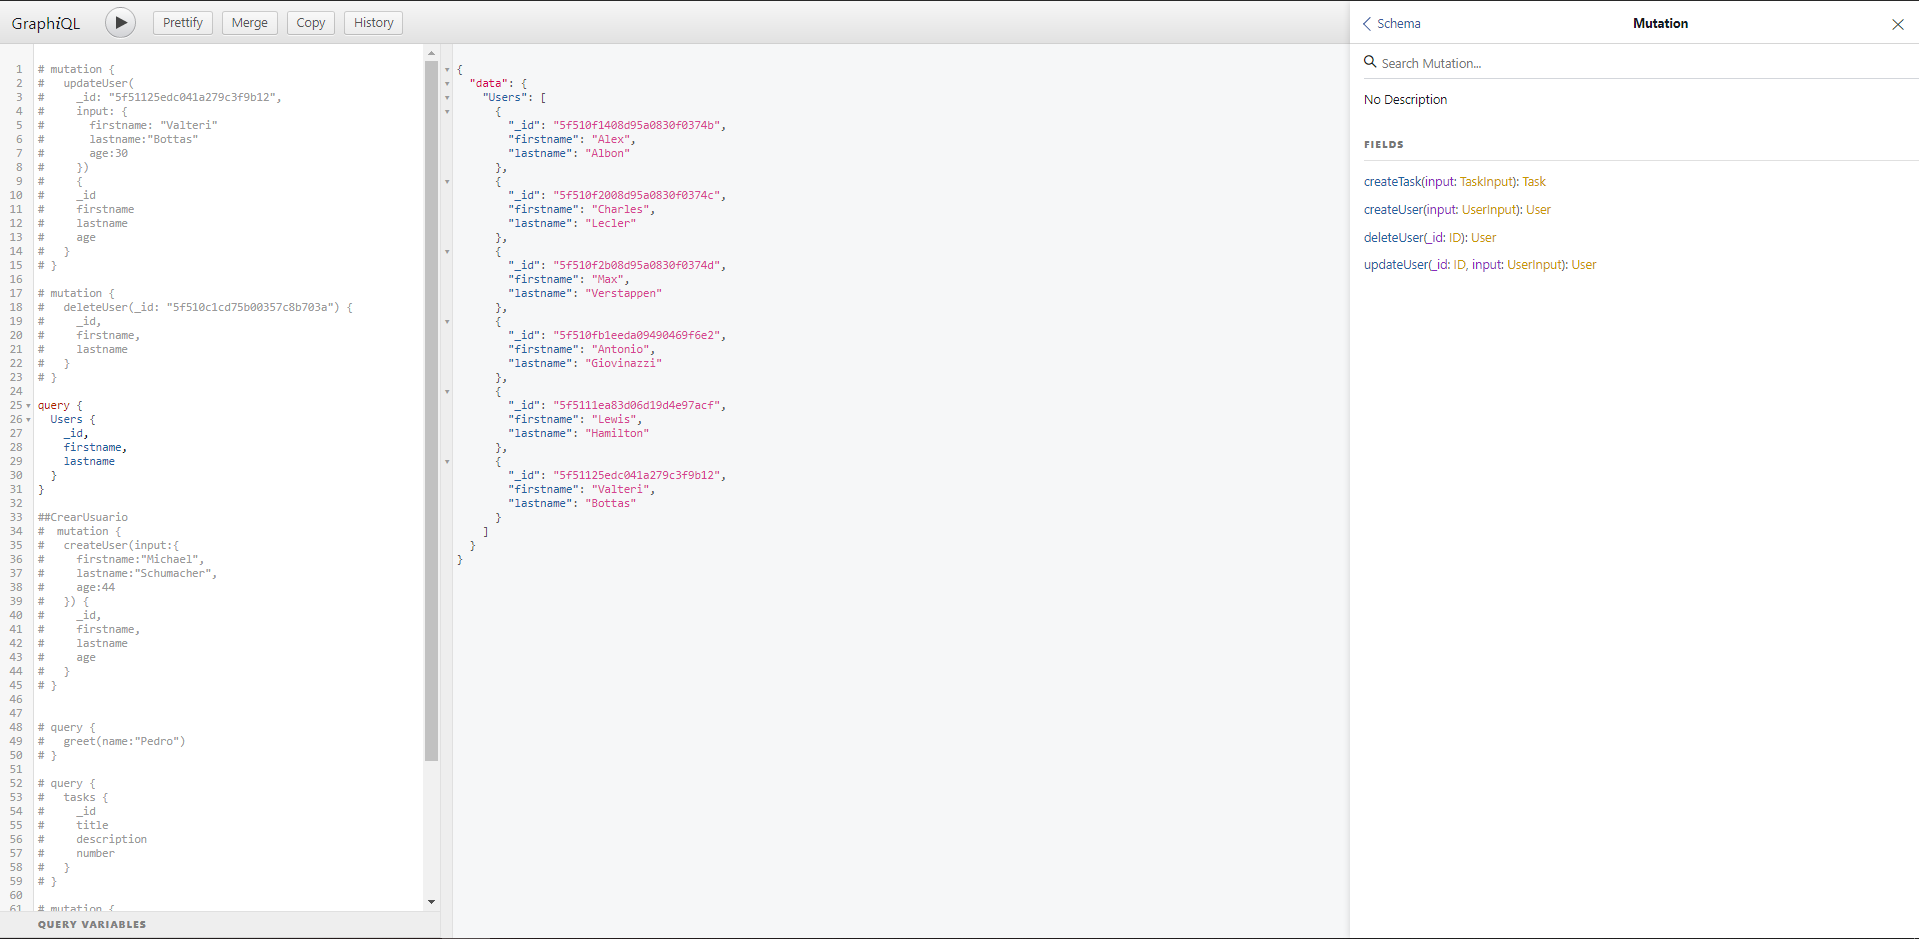 GraphiQL
Prettify
Merge
Copy
History
1 # mutation {
2 #   updateUser(
3 #     _id: "5f51125edc041a279c3f9b12",
4 #     input: {
5 #       firstname: "Valteri"
6 #       lastname:"Bottas"
7 #       age:30
8 #     })
9 #     {
10 #     _id
11 #     firstname
12 #     lastname
13 #     age
14 #   }
15 # }
16
17 # mutation {
18 #   deleteUser(_id: "5f510c1cd75b00357c8b703a") {
19 #     _id,
20 #     firstname,
21 #     lastname
22 #   }
23 # }
24
25 query {
26   Users {
27     _id,
28     firstname,
29     lastname
30   }
31 }
32
33 ##CrearUsuario
34 #  mutation {
35 #   createUser(input:{
36 #     firstname:"Michael",
37 #     lastname:"Schumacher",
38 #     age:44
39 #   }) {
40 #     _id,
41 #     firstname,
42 #     lastname
43 #     age
44 #   }
45 # }
46
47
48 # query {
49 #   greet(name:"Pedro")
50 # }
51
52 # query {
53 #   tasks {
54 #     _id
55 #     title
56 #     description
57 #     number
58 #   }
59 # }
60
61 # mutation {
QUERY VARIABLES
{
  "data": {
    "Users": [
      {
        "_id": "5f510f1408d95a0830f0374b",
        "firstname": "Alex",
        "lastname": "Albon"
      },
      {
        "_id": "5f510f2008d95a0830f0374c",
        "firstname": "Charles",
        "lastname": "Lecler"
      },
      {
        "_id": "5f510f2b08d95a0830f0374d",
        "firstname": "Max",
        "lastname": "Verstappen"
      },
      {
        "_id": "5f510fb1eeda09490469f6e2",
        "firstname": "Antonio",
        "lastname": "Giovinazzi"
      },
      {
        "_id": "5f5111ea83d06d19d4e97acf",
        "firstname": "Lewis",
        "lastname": "Hamilton"
      },
      {
        "_id": "5f51125edc041a279c3f9b12",
        "firstname": "Valteri",
        "lastname": "Bottas"
      }
    ]
  }
}
Schema
Mutation
Search Mutation...
No Description
FIELDS
createTask(input: TaskInput): Task
createUser(input: UserInput): User
deleteUser(_id: ID): User
updateUser(_id: ID, input: UserInput): User